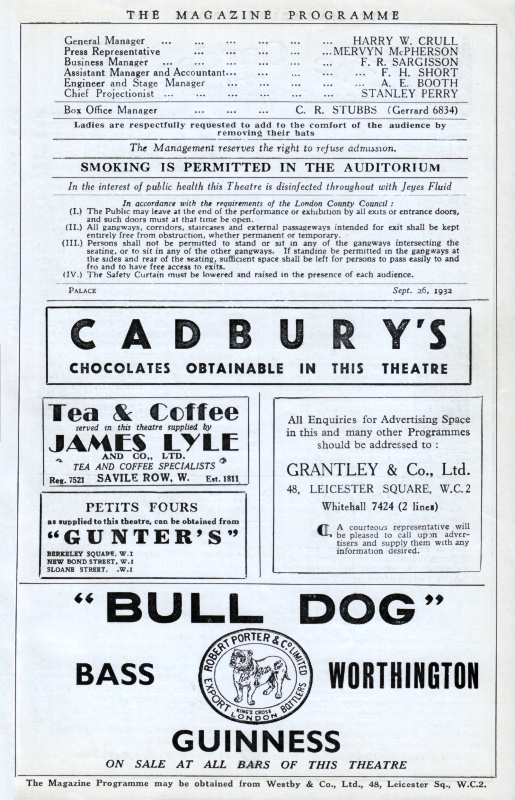 THE MAGAZINE PROGRAMME
General Manager ... ... ... ... ... ... HARRY W. CRULL
Press Representative ... ... ... ... ... MERVYN McPHERSON
Business Manager ... ... ... ... ... ... F. R. SARGISSON
Assistant Manager and Accountant... ... ... ... ... ... F. H. SHORT
Engineer and Stage Manager ... ... ... ... ... A. E. BOOTH
Chief Projectionist ... ... ... ... ... ... STANLEY PERRY
Box Office Manager ... ... ... ... C. R. STUBBS (Gerrard 6834)
Ladies are respectfully requested to add to the comfort of the audience by
removing their hats
The Management reserves the right to refuse admission.
SMOKING IS PERMITTED IN THE AUDITORIUM
In the interest of public health this Theatre is disinfected throughout with Jeyes Fluid
In accordance with the requirements of the London County Council :
(I.) The Public may leave at the end of the performance or exhibition by all exits or entrance doors,
and such doors must at that time be open.
(II.) All gangways, corridors, staircases and external passageways intended for exit shall be kept
entirely free from obstruction, whether permanent or temporary.
(III.) Persons shall not be permitted to stand or sit in any of the gangways intersecting the
seating, or to sit in any of the other gangways. If standing be permitted in the gangways at
the sides and rear of the seating, sufficient space shall be left for persons to pass easily to and
fro and to have free access to exits.
(IV.) The Safety Curtain must be lowered and raised in the presence of each audience.
PALACE Sept. 26, 1932
CADBURY'S
CHOCOLATES OBTAINABLE IN THIS THEATRE
Tea & Coffee
served in this theatre supplied by
JAMES LYLE
AND CO., LTD.
TEA AND COFFEE SPECIALISTS
Reg. 7521 SAVILE ROW, W. Est. 1811
PETITS FOURS
as supplied to this theatre, can be obtained from
"GUNTER'S"
BERKELEY SQUARE, W.1
NEW BOND STREET, W.1
SLOANE STREET, .W.1
All Enquiries for Advertising Space
in this and many other Programmes
should be addressed to :
GRANTLEY & Co., Ltd.
48, LEICESTER SQUARE, W.C.2
Whitehall 7424 (2 lines)
A courteous representative will
be pleased to call upon adver-
tisers and supply them with any
information desired.
"BULL DOG"
BASS
ROBERT PORTER & CO LIMITED
EXPORT BOTTLERS
KING'S CROSS
LONDON
WORTHINGTON
GUINNESS
ON SALE AT ALL BARS OF THIS THEATRE
The Magazine Programme may be obtained from Westby & Co., Ltd., 48, Leicester Sq., W.C.2.